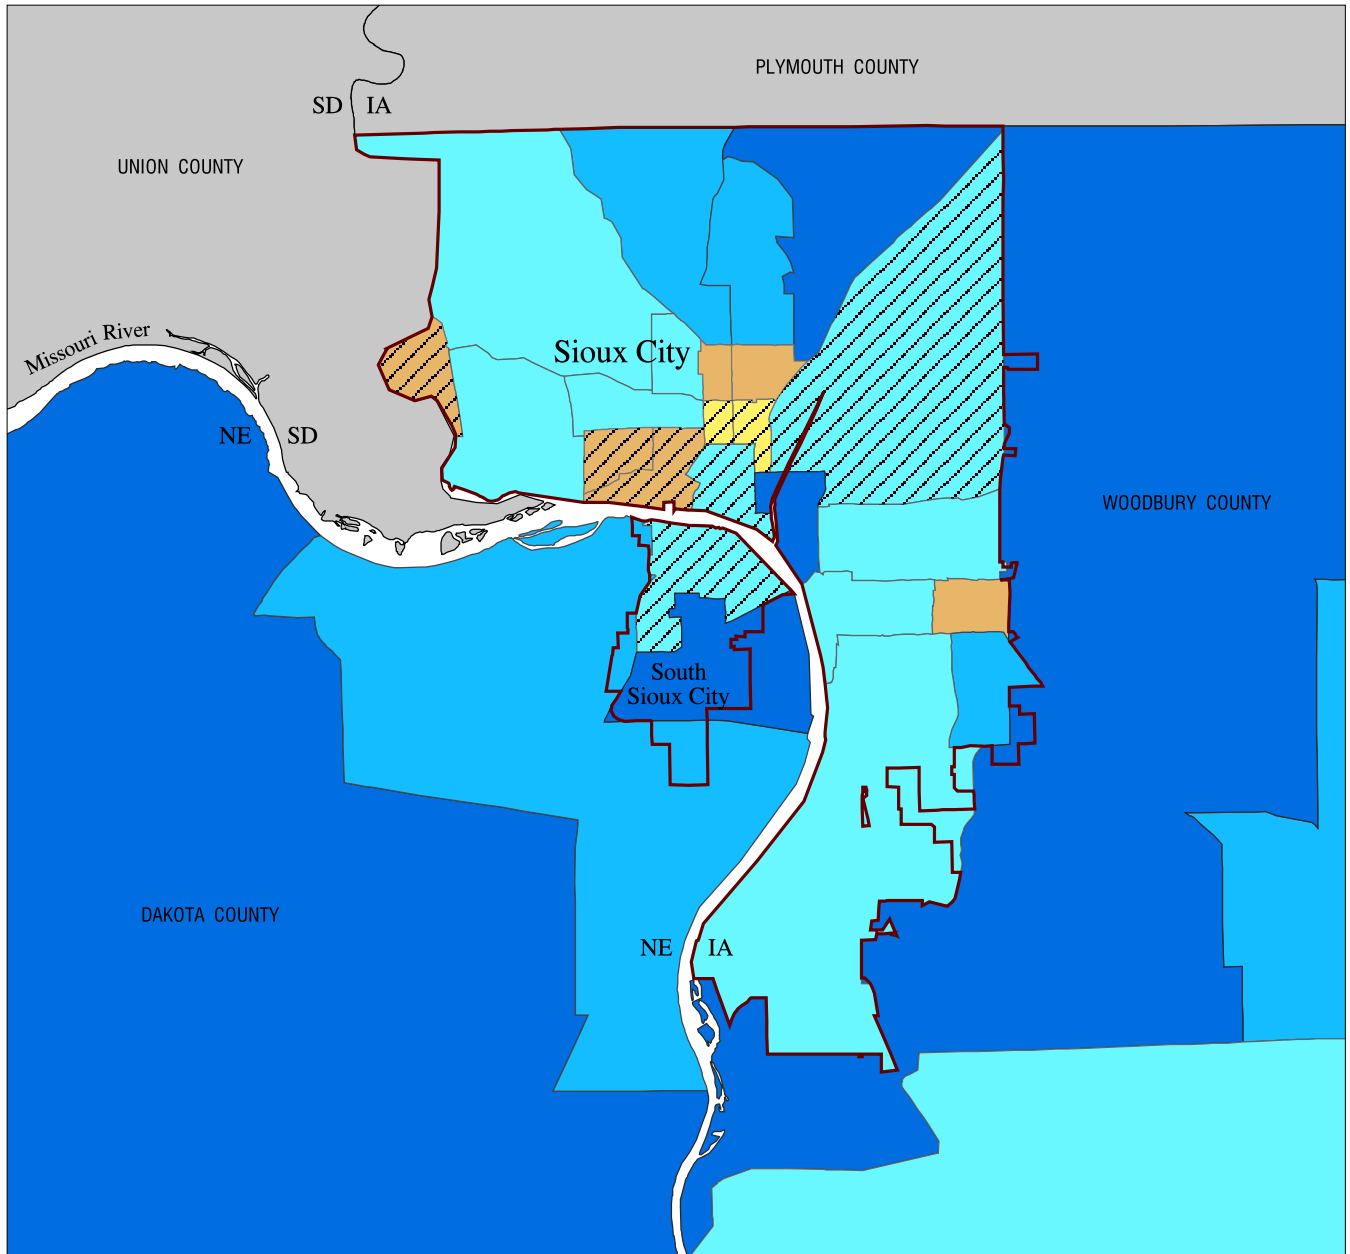 PLYMOUTH COUNTY
SD IA
UNION COUNTY
Missouri River
Sioux City
NE SD
WOODBURY COUNTY
South
Sioux City
DAKOTA COUNTY
NE IA